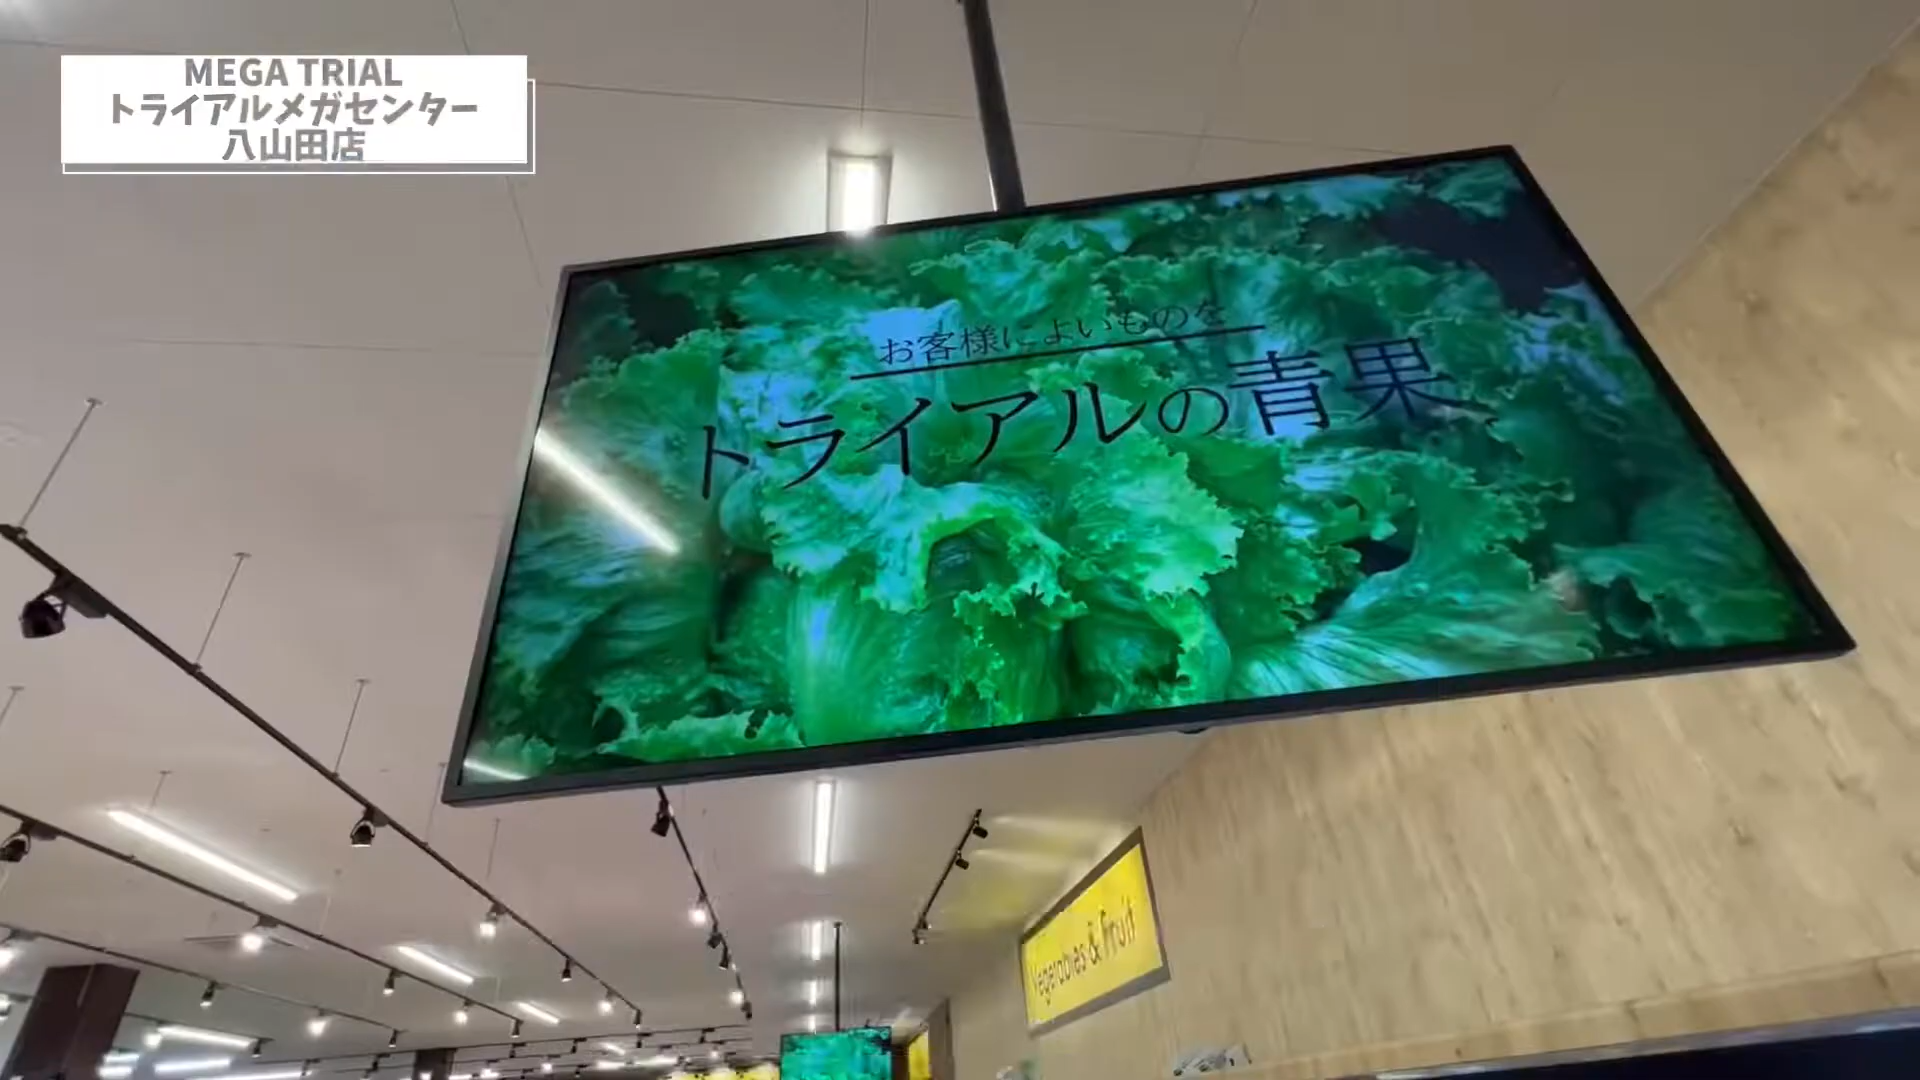 MEGA TRIAL
トライアルメガセンター
八山田店
お客様によいものを
トライアルの青果
Vegetables & Fruit